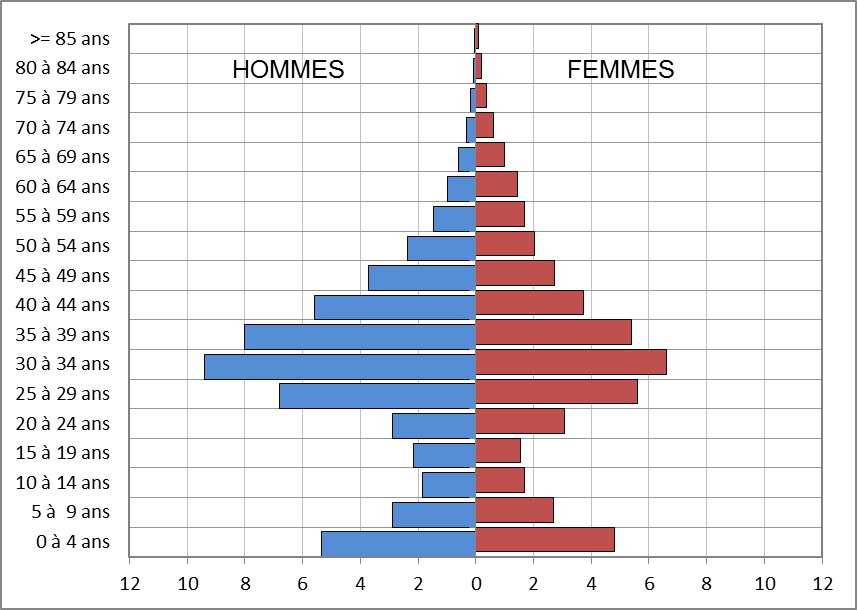 >= 85 ans
80 à 84 ans
HOMMES
FEMMES
75 à 79 ans
70 à 74 ans
65 à 69 ans
60 à 64 ans
55 à 59 ans
50 à 54 ans
45 à 49 ans
40 à 44 ans
35 à 39 ans
30 à 34 ans
25 à 29 ans
20 à 24 ans
15 à 19 ans
10 à 14 ans
5 à  9 ans
0 à 4 ans
12 10 8 6 4 2 0 2 4 6 8 10 12